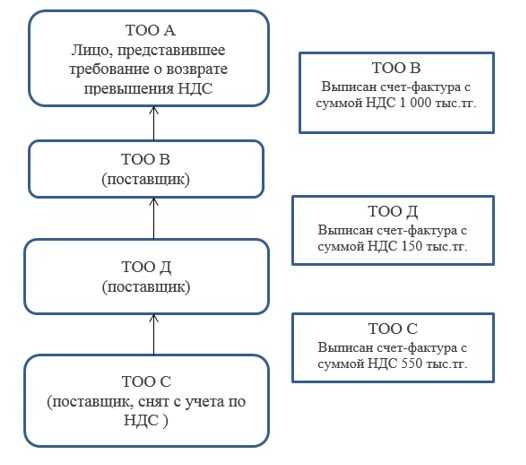 ТОО А
Лицо, представившее
требование о возврате
превышения НДС
ТОО В
Выписан счет-фактура с
суммой НДС 1 000 тыс.тг.
ТОО В
(поставщик)
ТОО Д
Выписан счет-фактура с
суммой НДС 150 тыс.тг.
ТОО Д
(поставщик)
ТОО С
Выписан счет-фактура с
суммой НДС 550 тыс.тг.
ТОО С
(поставщик, снят с учета по
НДС )